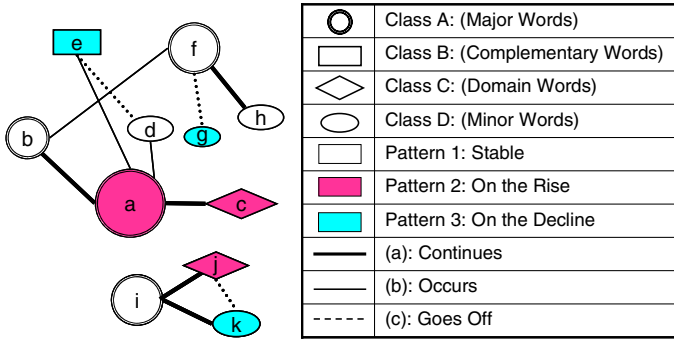 e
f
b
d
g
h
a
c
j
i
k
Class A: (Major Words)
Class B: (Complementary Words)
Class C: (Domain Words)
Class D: (Minor Words)
Pattern 1: Stable
Pattern 2: On the Rise
Pattern 3: On the Decline
(a): Continues
(b): Occurs
(c): Goes Off